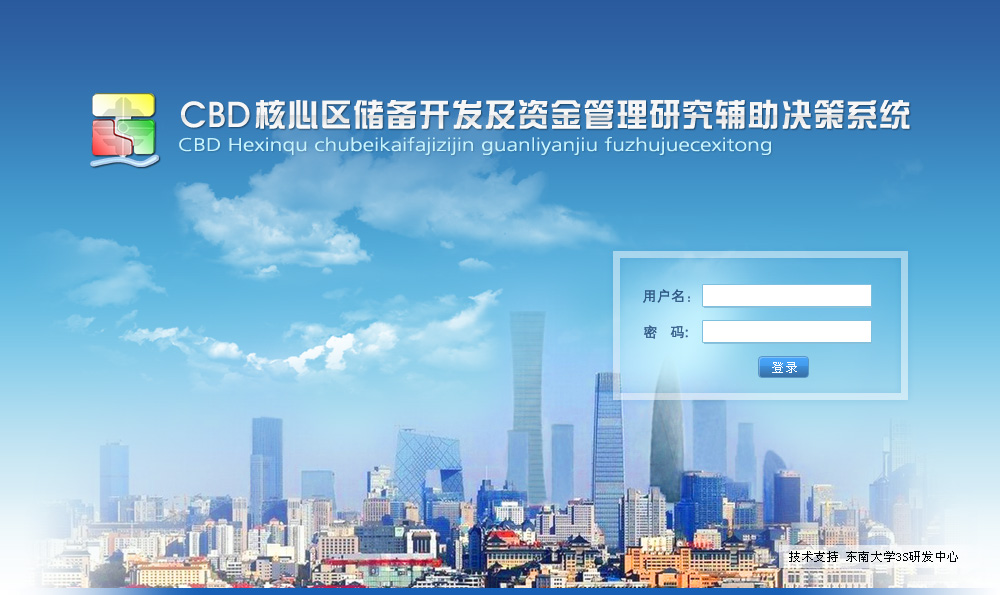 CBD核心区储备开发及资金管理研究辅助决策系统
CBD Hexinqu chubeikaifajizijin guanliyanjiu fuzhujuecexitong
用户名：
密 码：
登录
技术支持 东南大学3S研发中心